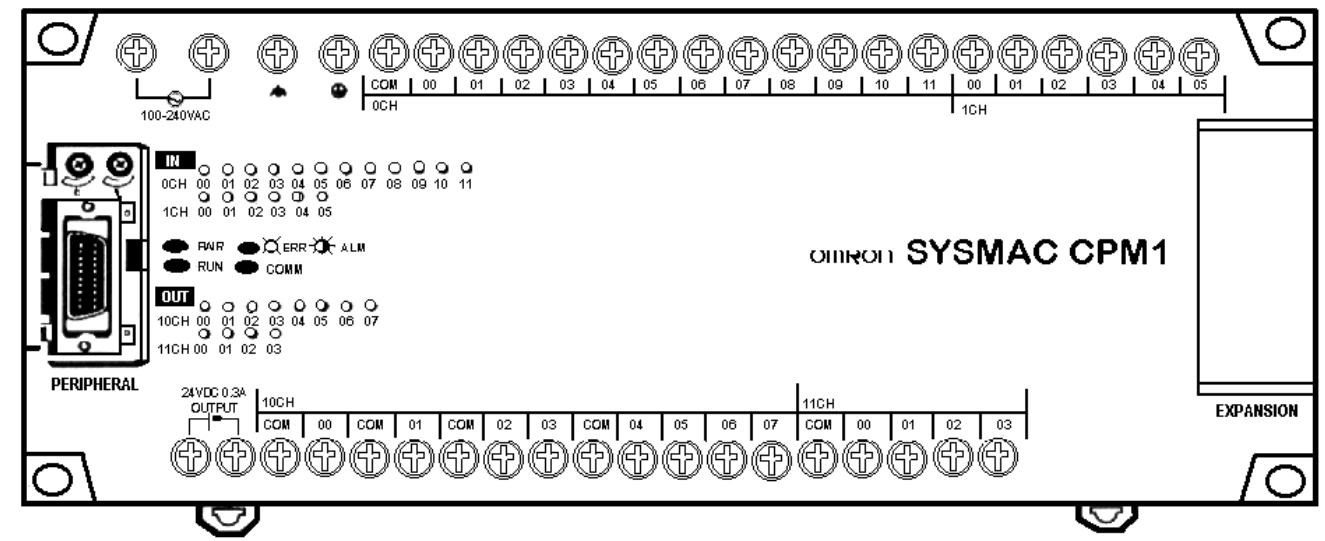 COM 00 01 02 03 04 05 06 07 08 09 10 11 00 01 02 03 04 05
0CH 1CH
100-240VAC
IN
0CH 00 01 02 03 04 05 06 07 08 09 10 11
1CH 00 01 02 03 04 05
PWR ERR ALM
RUN COMM
omron SYSMAC CPM1
OUT
10CH 00 01 02 03 04 05 06 07
11CH 00 01 02 03
PERIPHERAL
24VDC 0.3A
OUTPUT
10CH 11CH
EXPANSION
COM 00 COM 01 COM 02 03 COM 04 05 06 07 COM 00 01 02 03